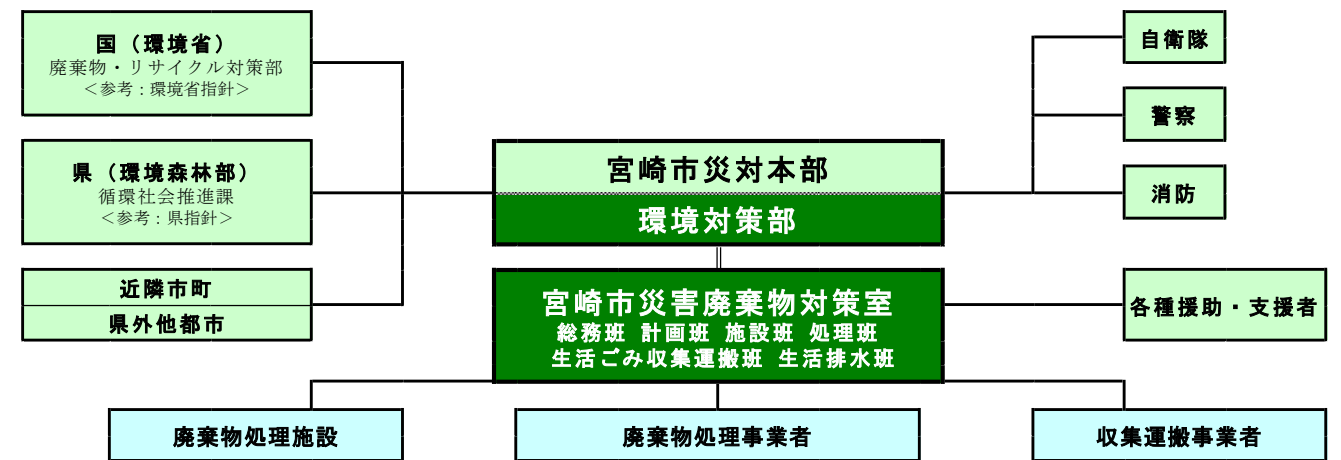 国（環境省）
廃棄物・リサイクル対策部
＜参考：環境省指針＞
県（環境森林部）
循環社会推進課
＜参考：県指針＞
近隣市町
県外他都市
宮崎市災対本部
環境対策部
宮崎市災害廃棄物対策室
総務班 計画班 施設班 処理班
生活ごみ収集運搬班 生活排水班
自衛隊
警察
消防
各種援助・支援者
廃棄物処理施設
廃棄物処理事業者
収集運搬事業者